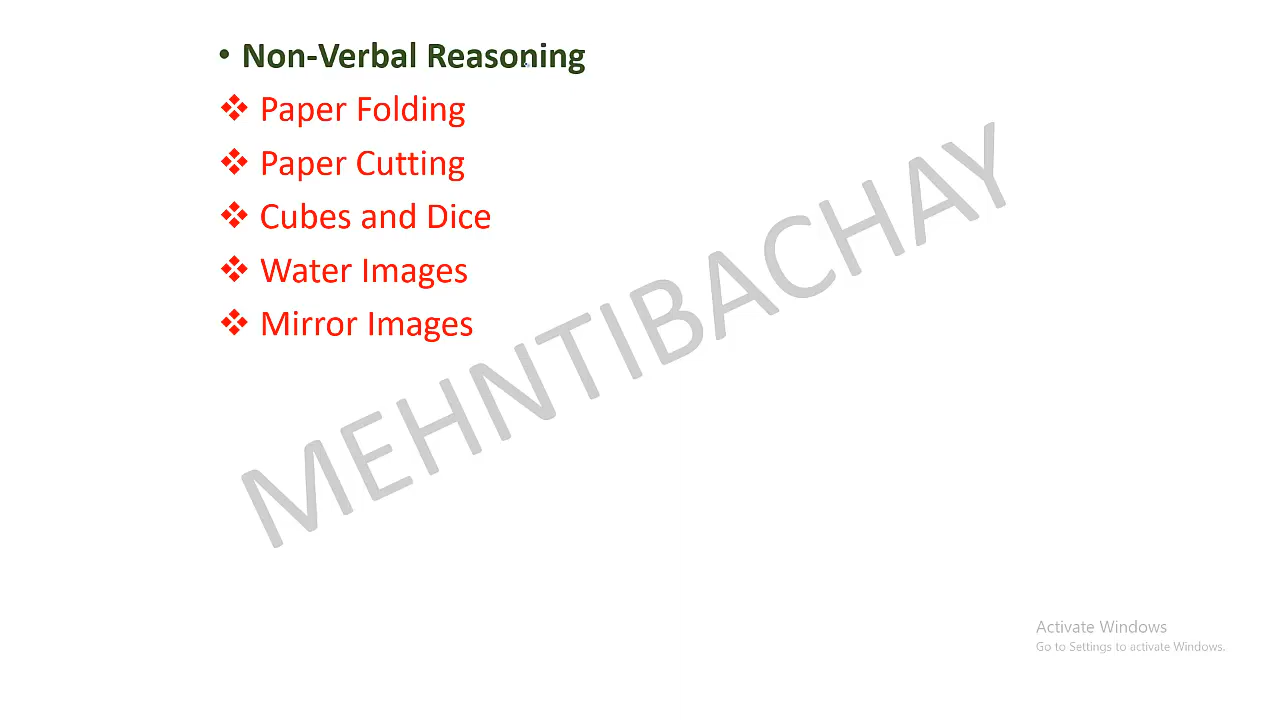 • Non-Verbal Reasoning
❖ Paper Folding
❖ Paper Cutting
❖ Cubes and Dice
❖ Water Images
❖ Mirror Images
MEHNTIBACHAY
Activate Windows
Go to Settings to activate Windows.